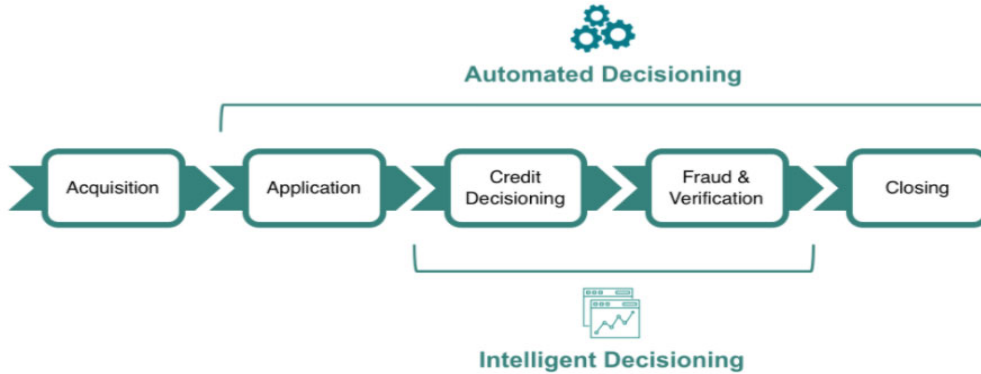 Automated Decisioning
Acquisition
Application
Credit
Decisioning
Fraud &
Verification
Closing
Intelligent Decisioning